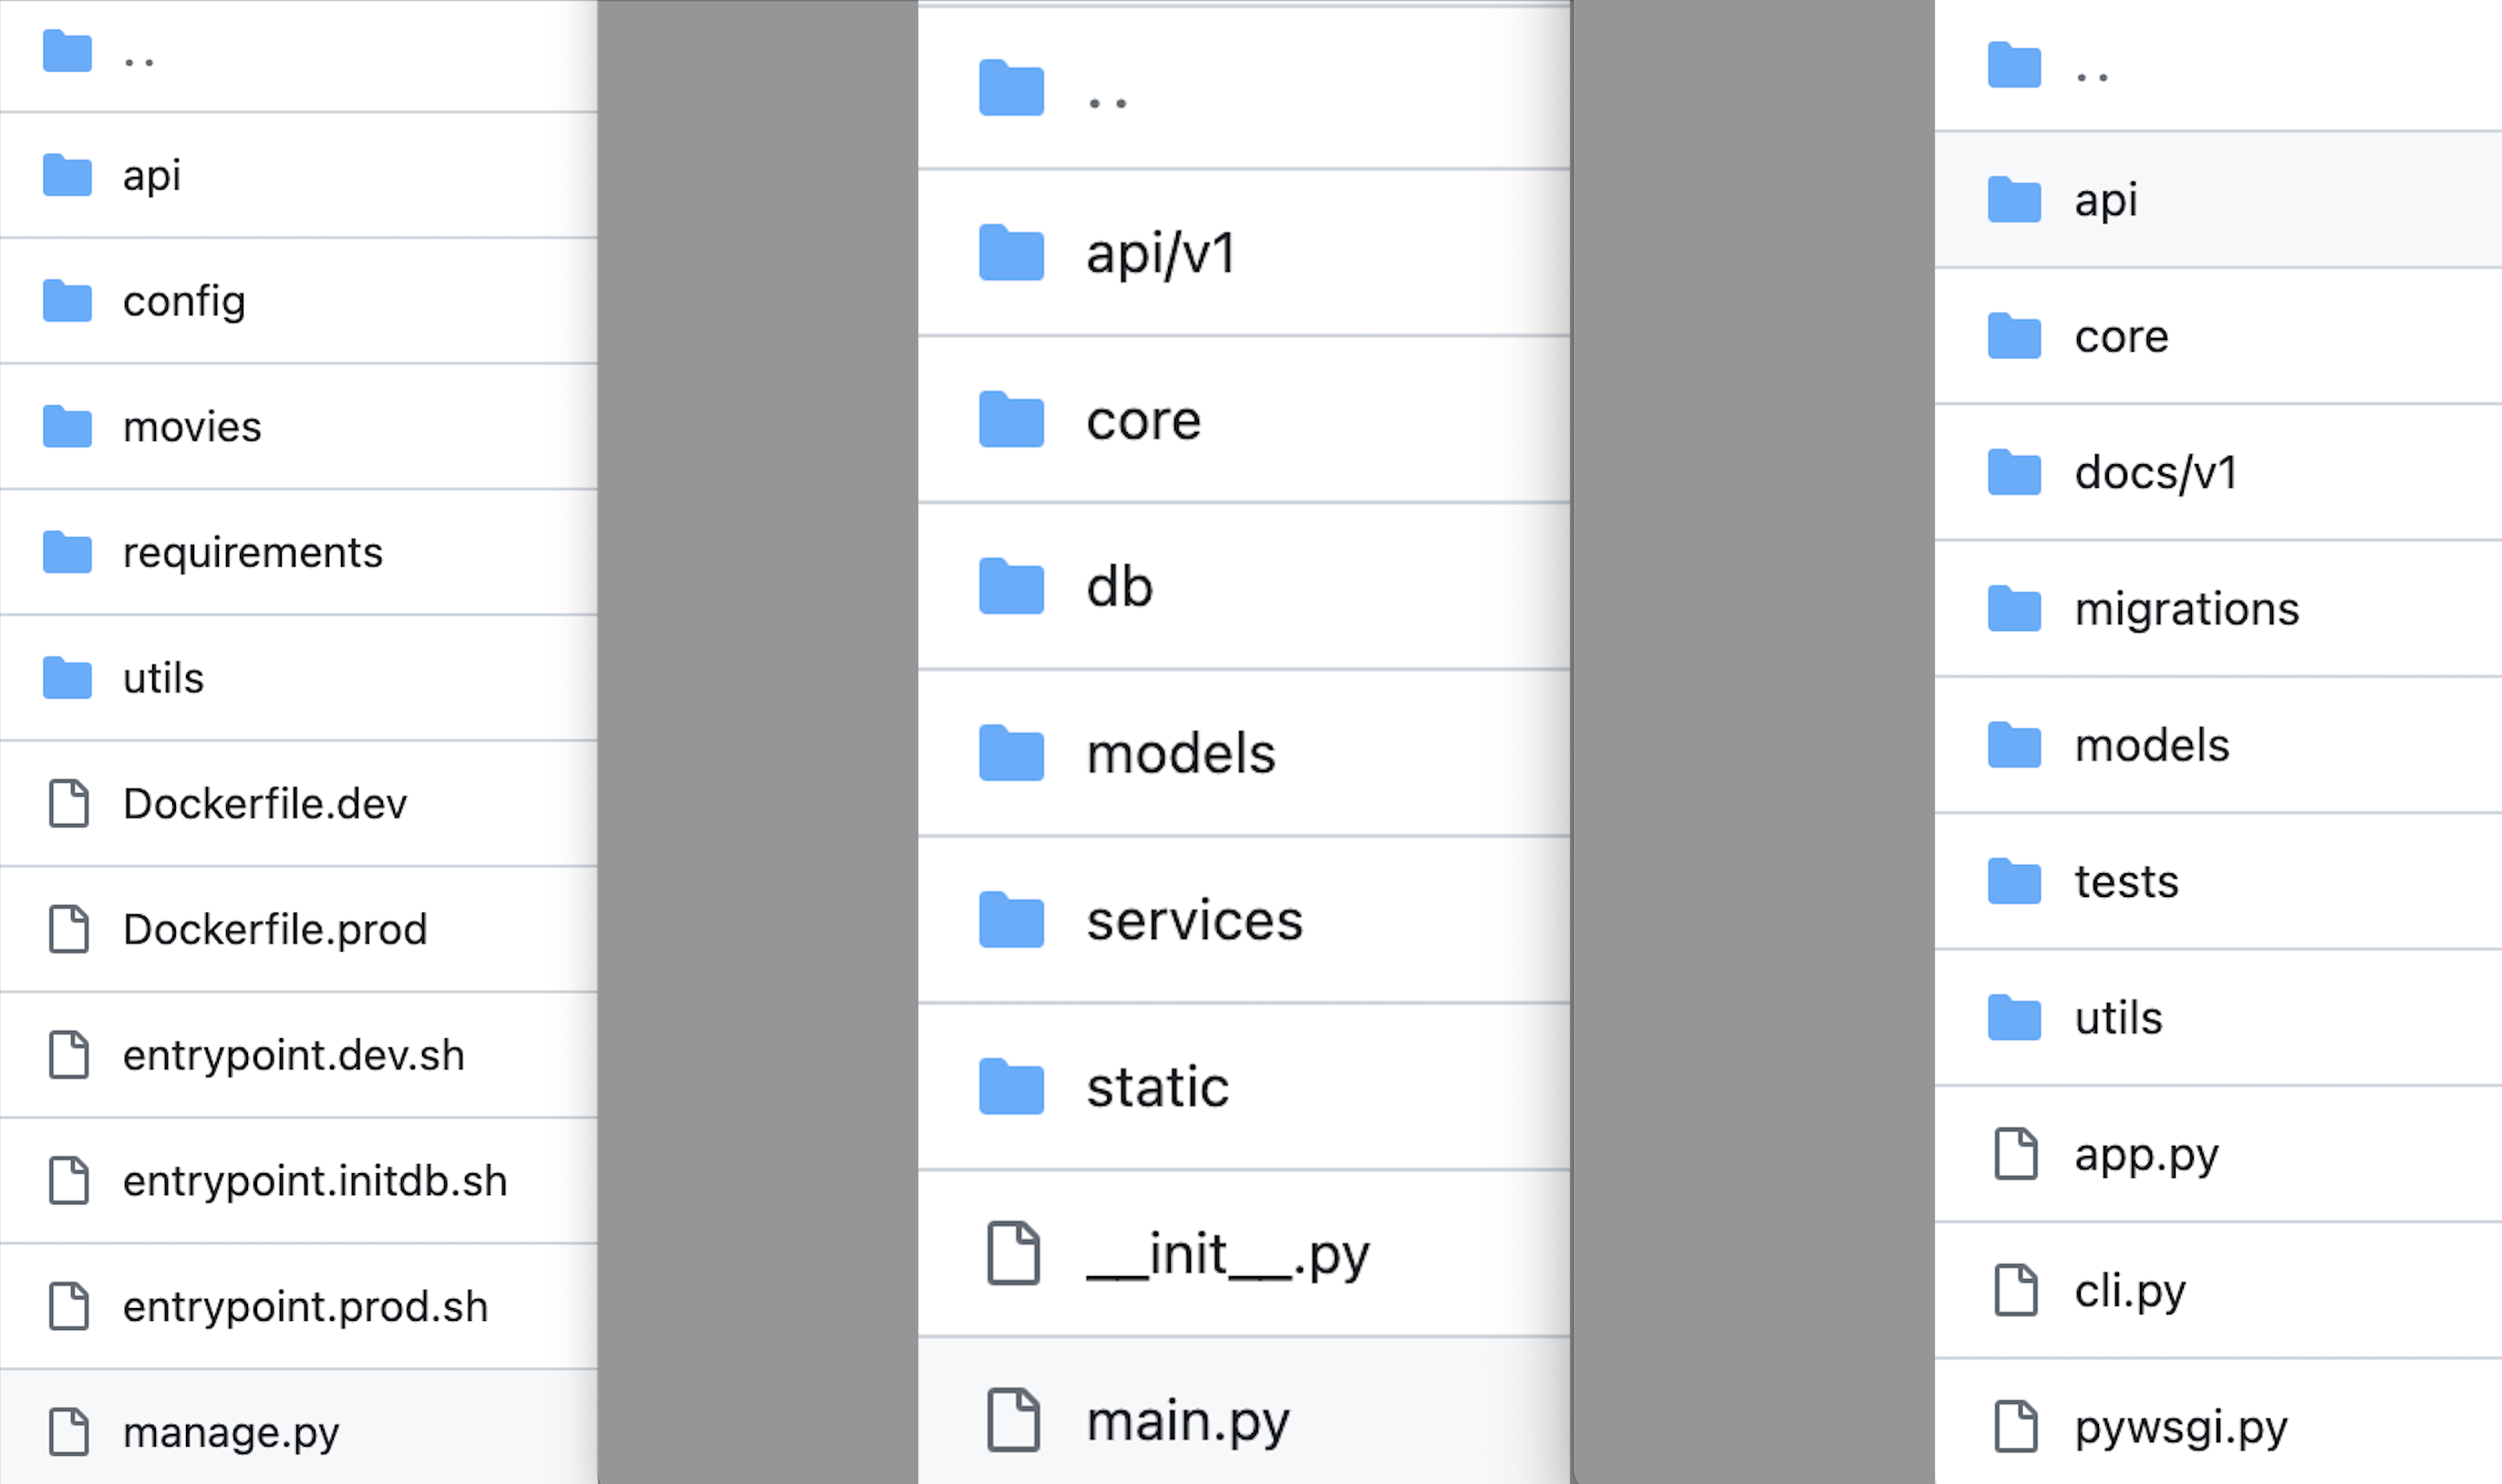 ..
api
config
movies
requirements
utils
Dockerfile.dev
Dockerfile.prod
entrypoint.dev.sh
entrypoint.initdb.sh
entrypoint.prod.sh
manage.py
..
api/v1
core
db
models
services
static
__init__.py
main.py
..
api
core
docs/v1
migrations
models
tests
utils
app.py
cli.py
pywsgi.py